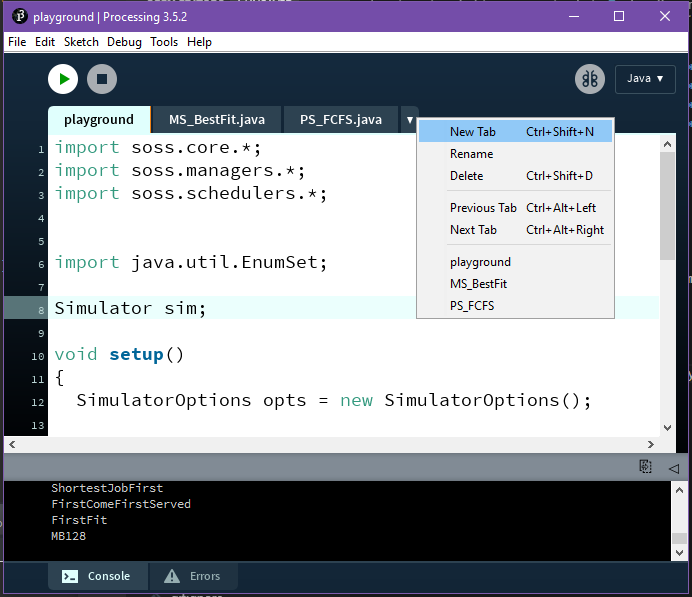 playground | Processing 3.5.2
File Edit Sketch Debug Tools Help
Java ▼
playground MS_BestFit.java PS_FCFS.java ▼
New Tab Ctrl+Shift+N
Rename
Delete Ctrl+Shift+D
Previous Tab Ctrl+Alt+Left
Next Tab Ctrl+Alt+Right
playground
MS_BestFit
PS_FCFS
1 import soss.core.*;
2 import soss.managers.*;
3 import soss.schedulers.*;
4
5
6 import java.util.EnumSet;
7
8 Simulator sim;
9
10 void setup()
11 {
12 SimulatorOptions opts = new SimulatorOptions();
13
ShortestJobFirst
FirstComeFirstServed
FirstFit
MB128
Console Errors